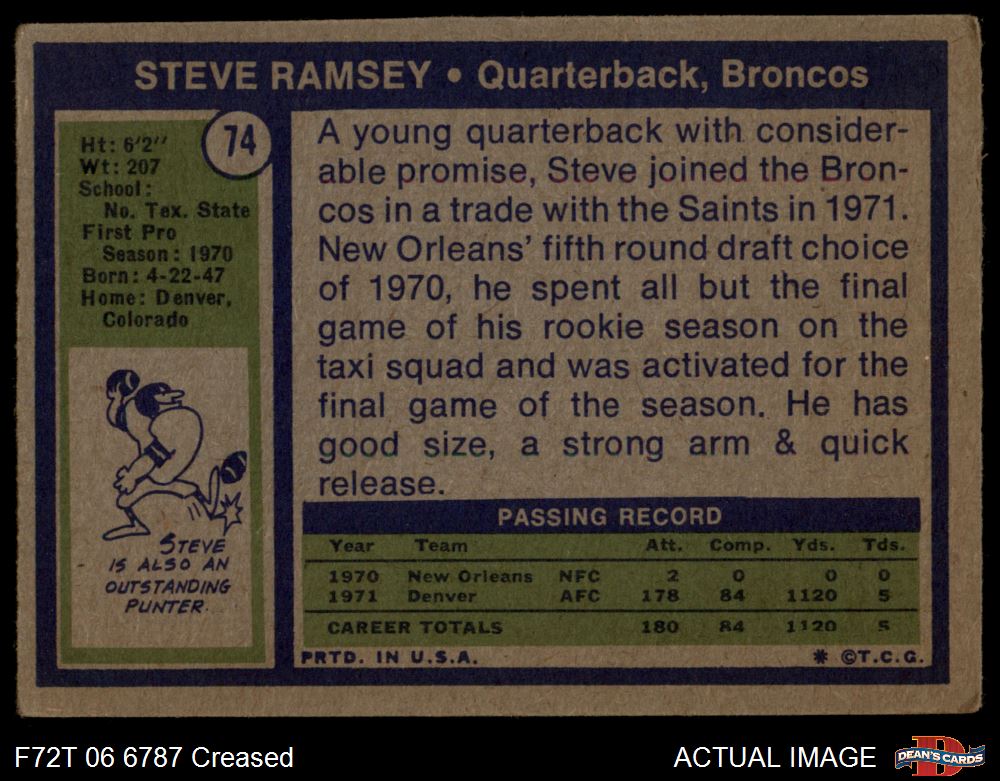 STEVE RAMSEY • Quarterback, Broncos
74
Ht: 6'2''
Wt: 207
School:
No. Tex. State
First Pro
Season: 1970
Born: 4-22-47
Home: Denver,
Colorado
STEVE
IS ALSO AN
OUTSTANDING
PUNTER.
A young quarterback with consider-
able promise, Steve joined the Bron-
cos in a trade with the Saints in 1971.
New Orleans' fifth round draft choice
of 1970, he spent all but the final
game of his rookie season on the
taxi squad and was activated for the
final game of the season. He has
good size, a strong arm & quick
release.
PASSING RECORD
Year Team Att. Comp. Yds. Tds.
1970 New Orleans NFC 2 0 0 0
1971 Denver AFC 178 84 1120 5
CAREER TOTALS 180 84 1120 5
PRTD. IN U.S.A. * ©T.C.G.
F72T 06 6787 Creased ACTUAL IMAGE
D
DEAN'S CARDS